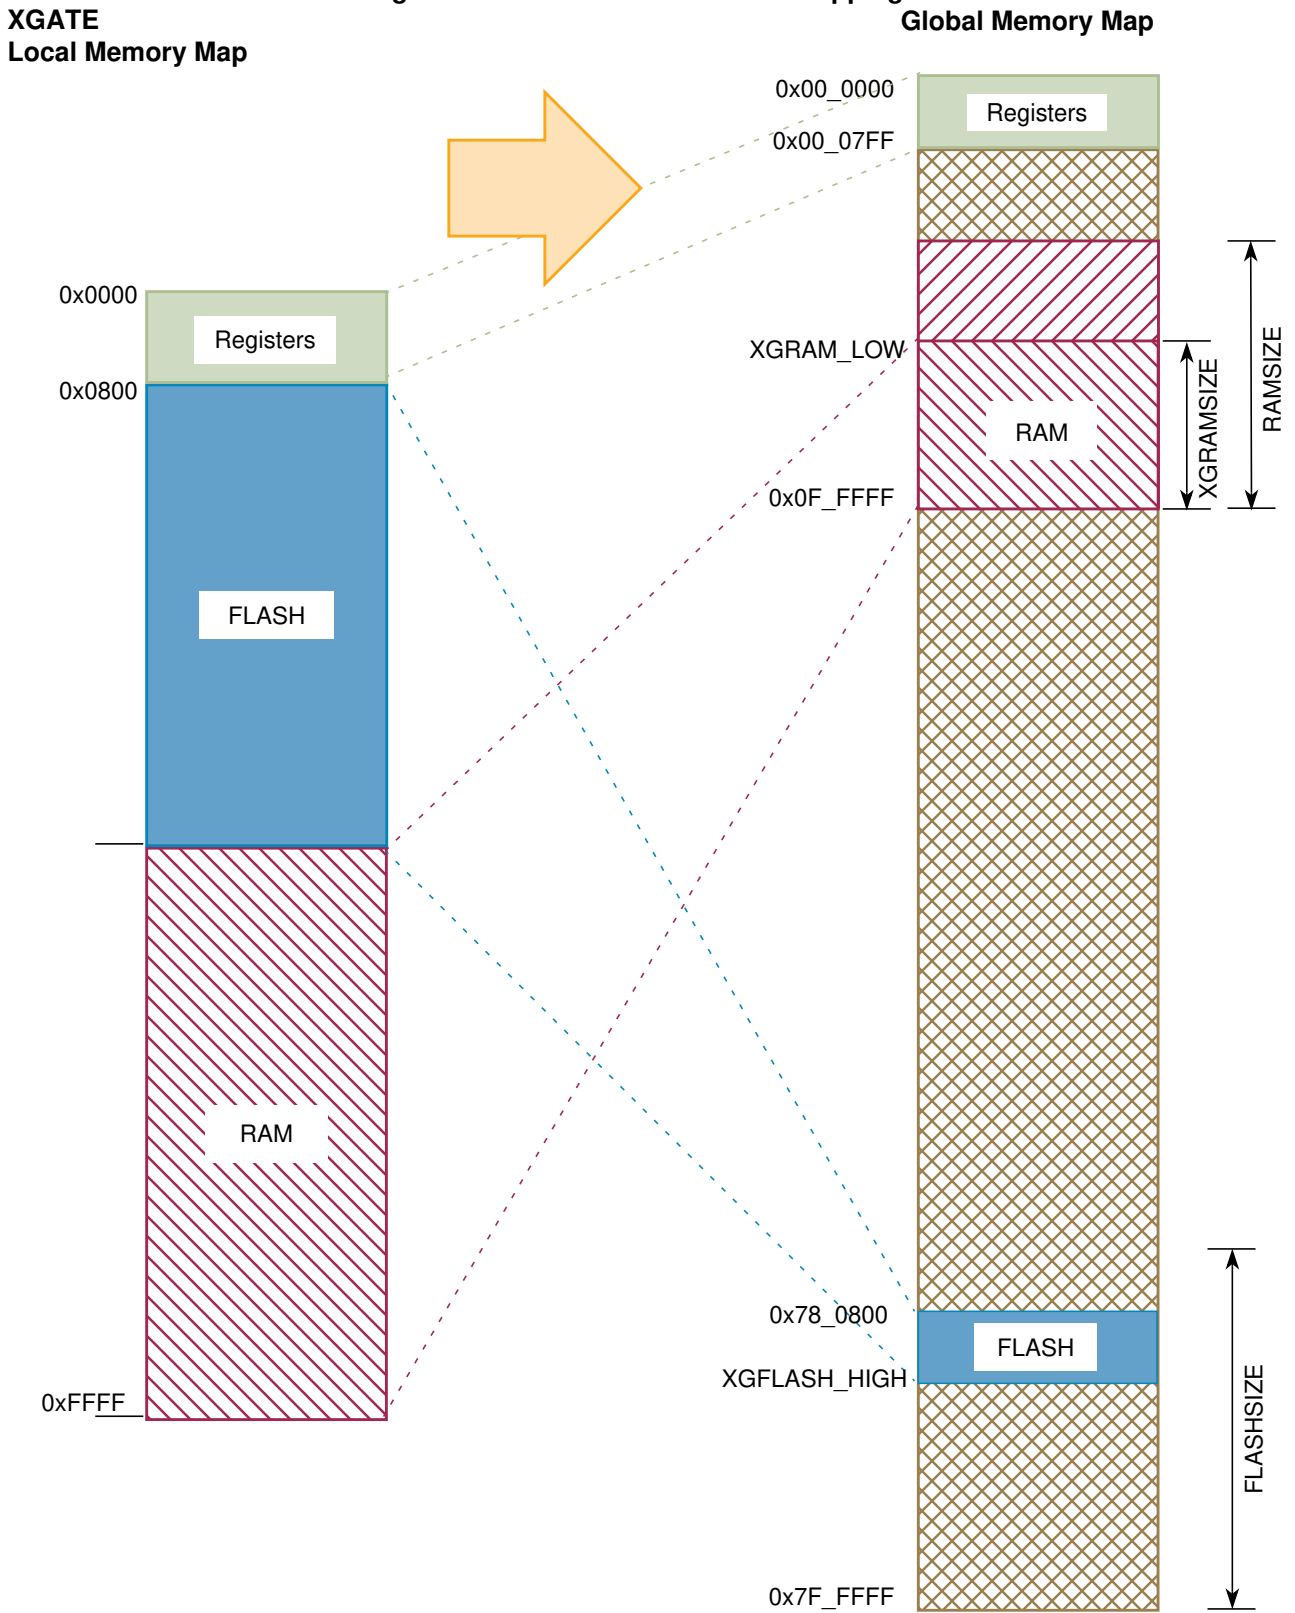 XGATE
Local Memory Map
Global Memory Map
0x00_0000
Registers
0x00_07FF
0x0000
Registers
0x0800
XGRAM_LOW
RAM
XGRAMSIZE
RAMSIZE
0x0F_FFFF
FLASH
RAM
0x78_0800
FLASH
XGFLASH_HIGH
0xFFFF
FLASHSIZE
0x7F_FFFF